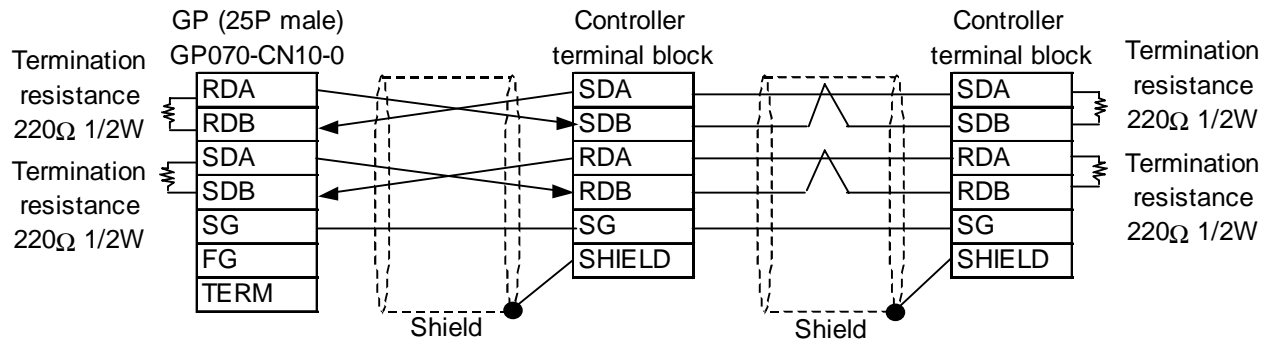 GP (25P male)
GP070-CN10-0
Controller
terminal block
Controller
terminal block
Termination
resistance
220Ω 1/2W
Termination
resistance
220Ω 1/2W
RDA
RDB
SDA
SDB
SG
FG
TERM
Shield
SDA
SDB
RDA
RDB
SG
SHIELD
Shield
SDA
SDB
RDA
RDB
SG
SHIELD
Termination
resistance
220Ω 1/2W
Termination
resistance
220Ω 1/2W